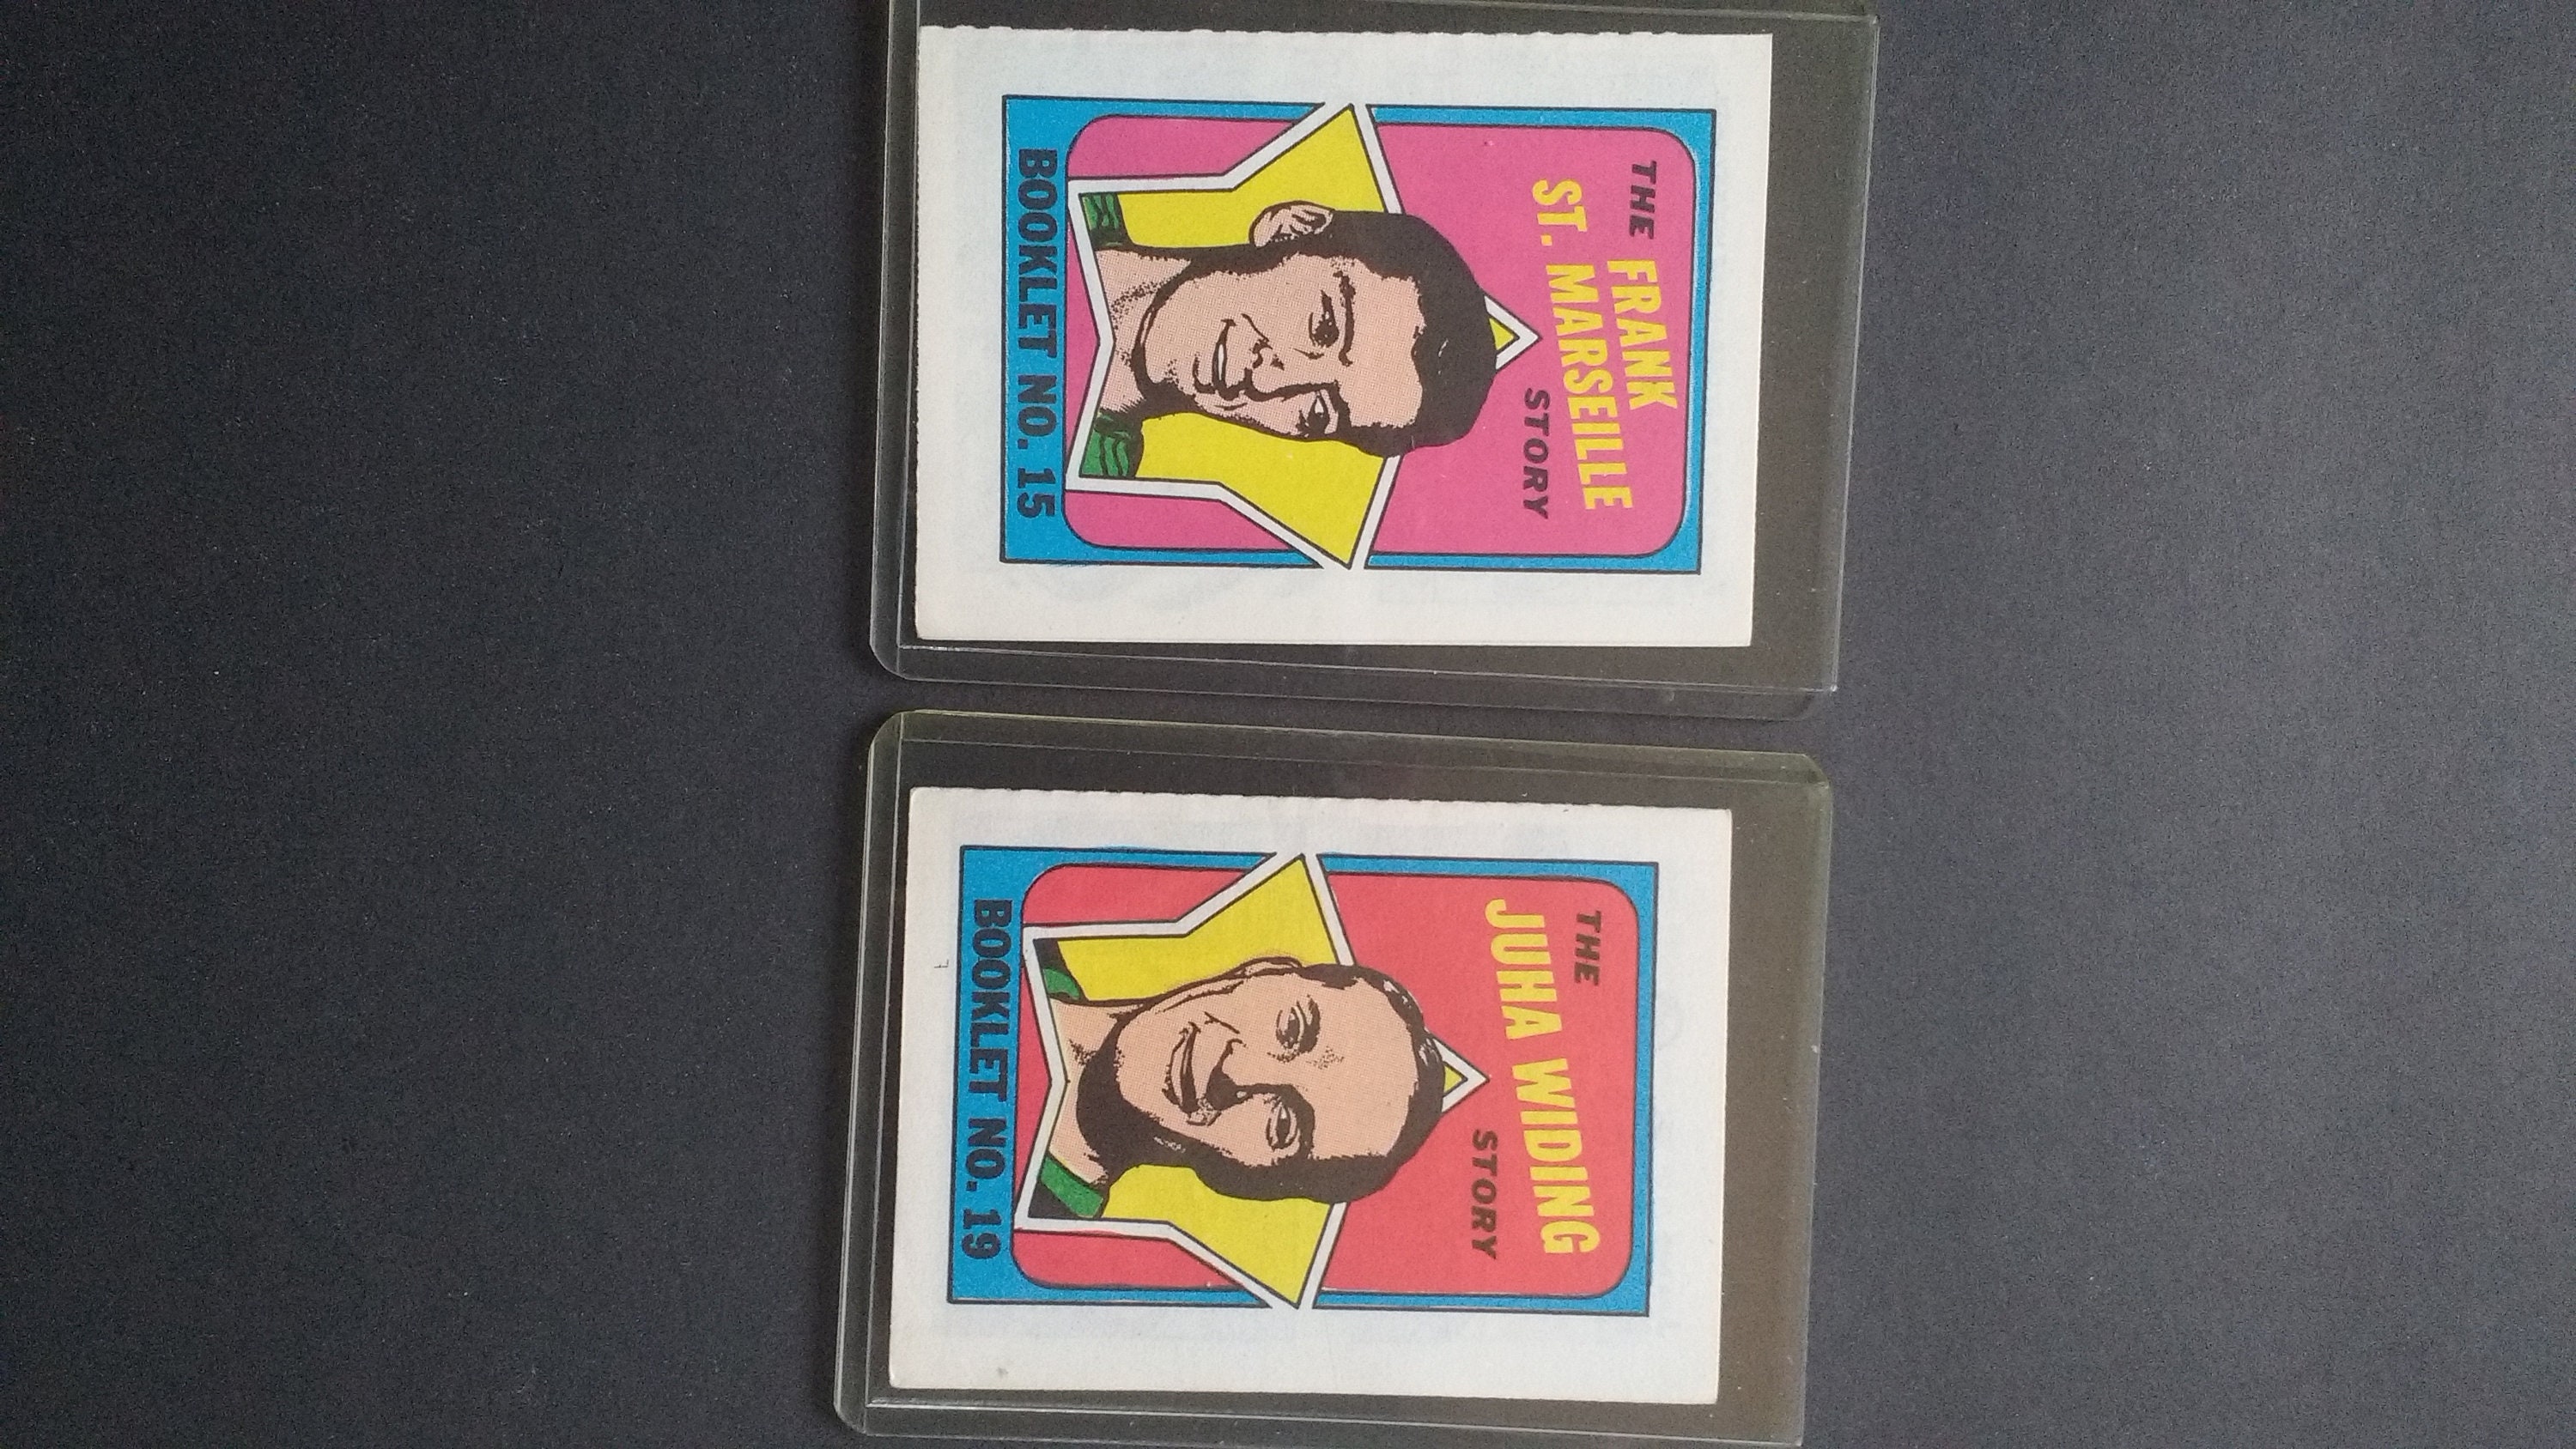 THE
FRANK
ST. MARSEILLE
STORY
BOOKLET NO. 15
THE
JUHA WIDING
STORY
BOOKLET NO. 19